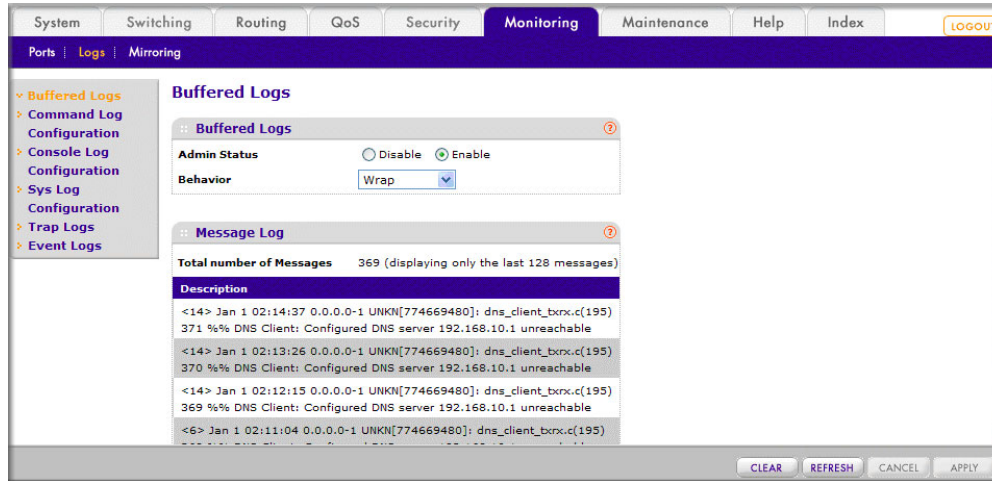 System Switching Routing QoS Security Monitoring Maintenance Help Index LOGOUT
Ports Logs Mirroring
Buffered Logs
Command Log
Configuration
Console Log
Configuration
Sys Log
Configuration
Trap Logs
Event Logs
Buffered Logs
Buffered Logs
Admin Status Disable Enable
Behavior Wrap
Message Log
Total number of Messages 369 (displaying only the last 128 messages)
Description
<14> Jan 1 02:14:37 0.0.0.0-1 UNKN[774669480]: dns_client_txrx.c(195)
371 %% DNS Client: Configured DNS server 192.168.10.1 unreachable
<14> Jan 1 02:13:26 0.0.0.0-1 UNKN[774669480]: dns_client_txrx.c(195)
370 %% DNS Client: Configured DNS server 192.168.10.1 unreachable
<14> Jan 1 02:12:15 0.0.0.0-1 UNKN[774669480]: dns_client_txrx.c(195)
369 %% DNS Client: Configured DNS server 192.168.10.1 unreachable
<6> Jan 1 02:11:04 0.0.0.0-1 UNKN[774669480]: dns_client_txrx.c(195)
CLEAR REFRESH CANCEL APPLY